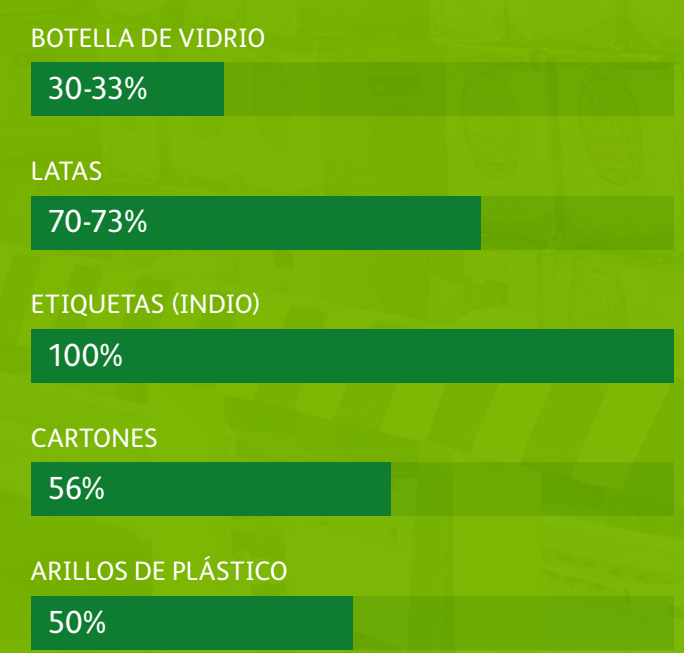 BOTELLA DE VIDRIO
30-33%
LATAS
70-73%
ETIQUETAS (INDIO)
100%
CARTONES
56%
ARILLOS DE PLÁSTICO
50%